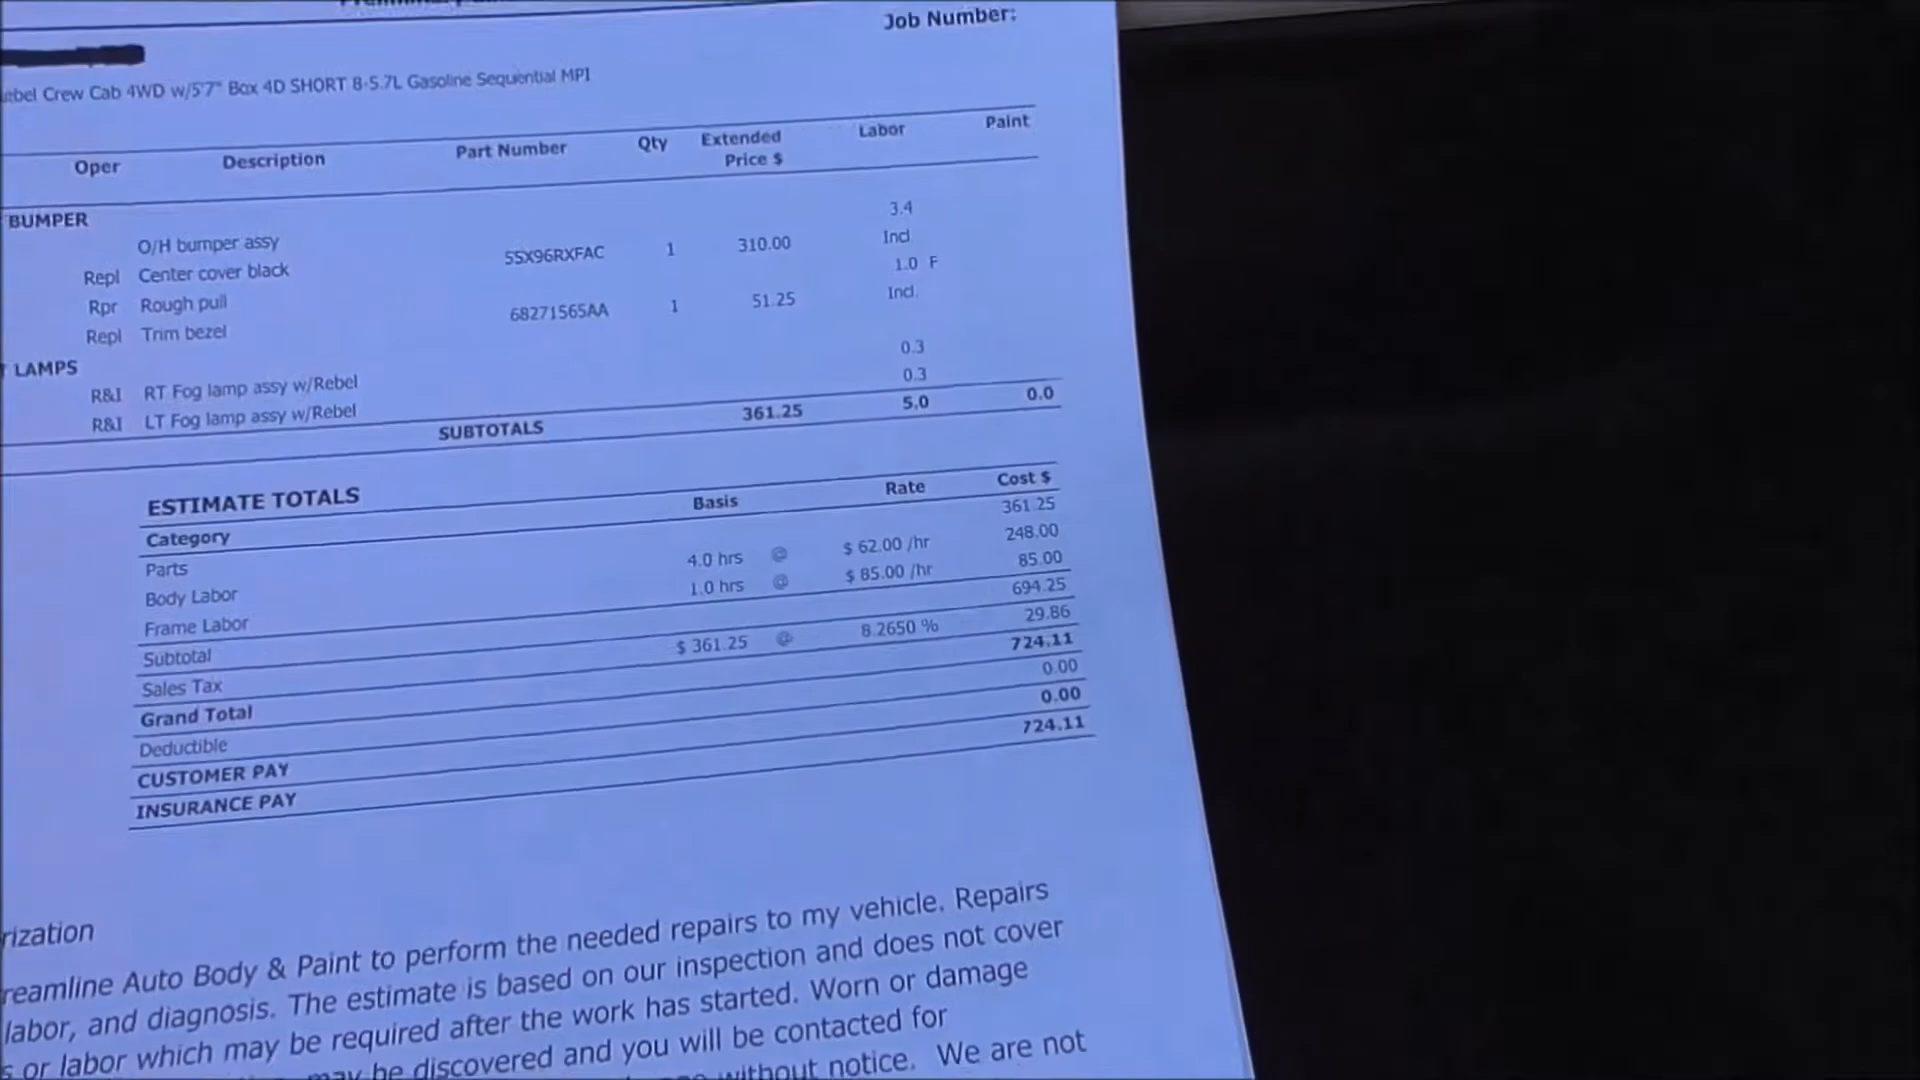 Job Number:
ebel Crew Cab 4WD w/5'7" Box 4D SHORT 8-5.7L Gasoline Sequential MPI
Oper Description Part Number Qty Extended Price $ Labor Paint
BUMPER
O/H bumper assy 3.4
Repl Center cover black 55X96RXFAC 1 310.00 Incl
Rpr Rough pull 1.0 F
Repl Trim bezel 68271565AA 1 51.25 Incl.
LAMPS
R&I RT Fog lamp assy w/Rebel 0.3
R&I LT Fog lamp assy w/Rebel 0.3
SUBTOTALS 361.25 5.0 0.0
ESTIMATE TOTALS
Category Basis Rate Cost $
Parts 361.25
Body Labor 4.0 hrs @ $ 62.00 /hr 248.00
Frame Labor 1.0 hrs @ $ 85.00 /hr 85.00
Subtotal 694.25
Sales Tax $ 361.25 @ 8.2650 % 29.86
Grand Total 724.11
Deductible 0.00
CUSTOMER PAY 0.00
INSURANCE PAY 724.11
rization
reamline Auto Body & Paint to perform the needed repairs to my vehicle. Repairs
labor, and diagnosis. The estimate is based on our inspection and does not cover
s or labor which may be required after the work has started. Worn or damage
may be discovered and you will be contacted for
without notice. We are not